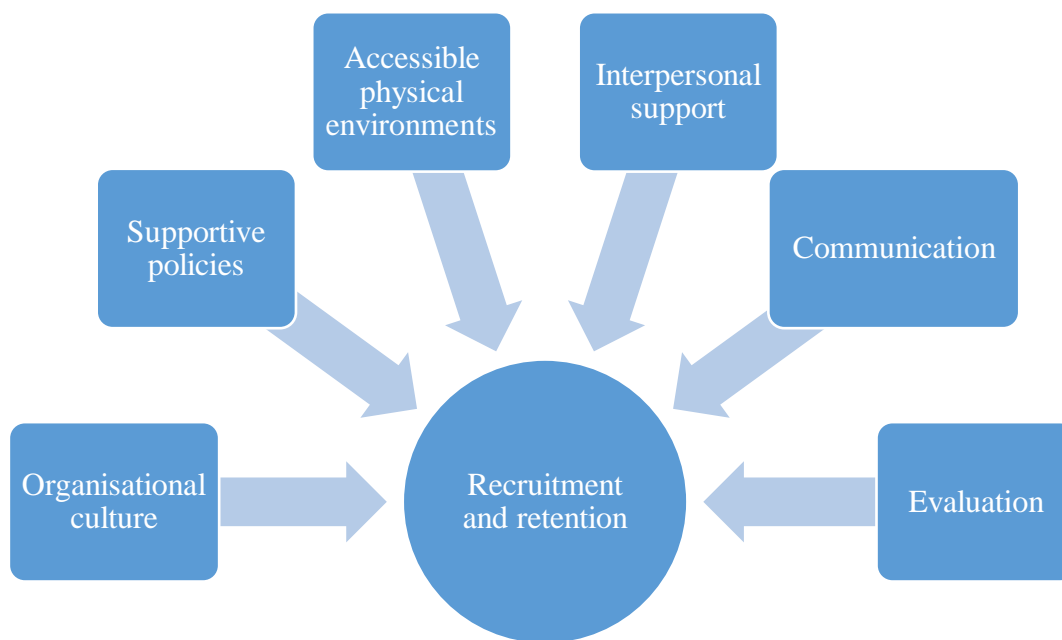 Accessible
physical
environments
Interpersonal
support
Supportive
policies
Communication
Organisational
culture
Recruitment
and retention
Evaluation